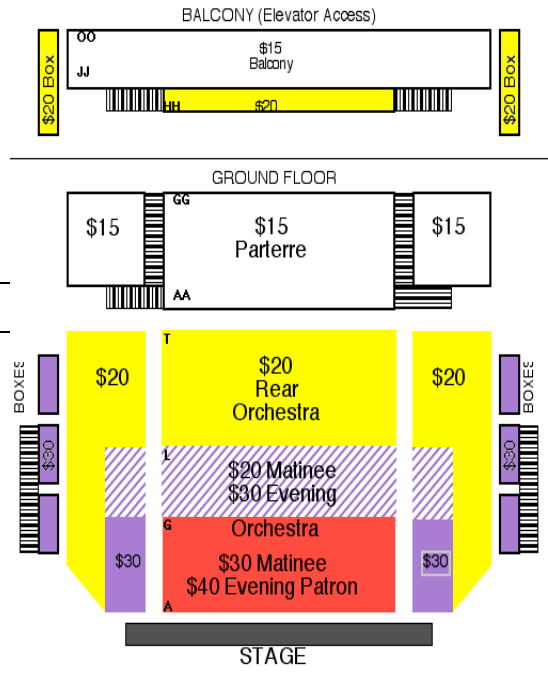 BALCONY (Elevator Access)
OO
$15
Balcony
JJ
$20 Box
$20 Box
HH
$20
GROUND FLOOR
GG
$15
$15
Parterre
$15
AA
T
$20
$20
Rear
Orchestra
$20
BOXES
BOXES
$30
$30
L
$20 Matinee
$30 Evening
G
Orchestra
$30
$30 Matinee
$40 Evening Patron
$30
A
STAGE